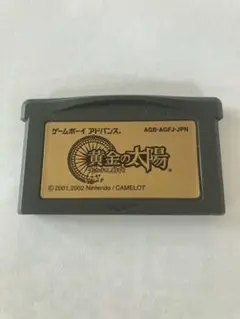 ゲームボーイ アドバンス。 AGB-AGFJ-JPN
黄金の太陽
© 2001, 2002 Nintendo / CAMELOT